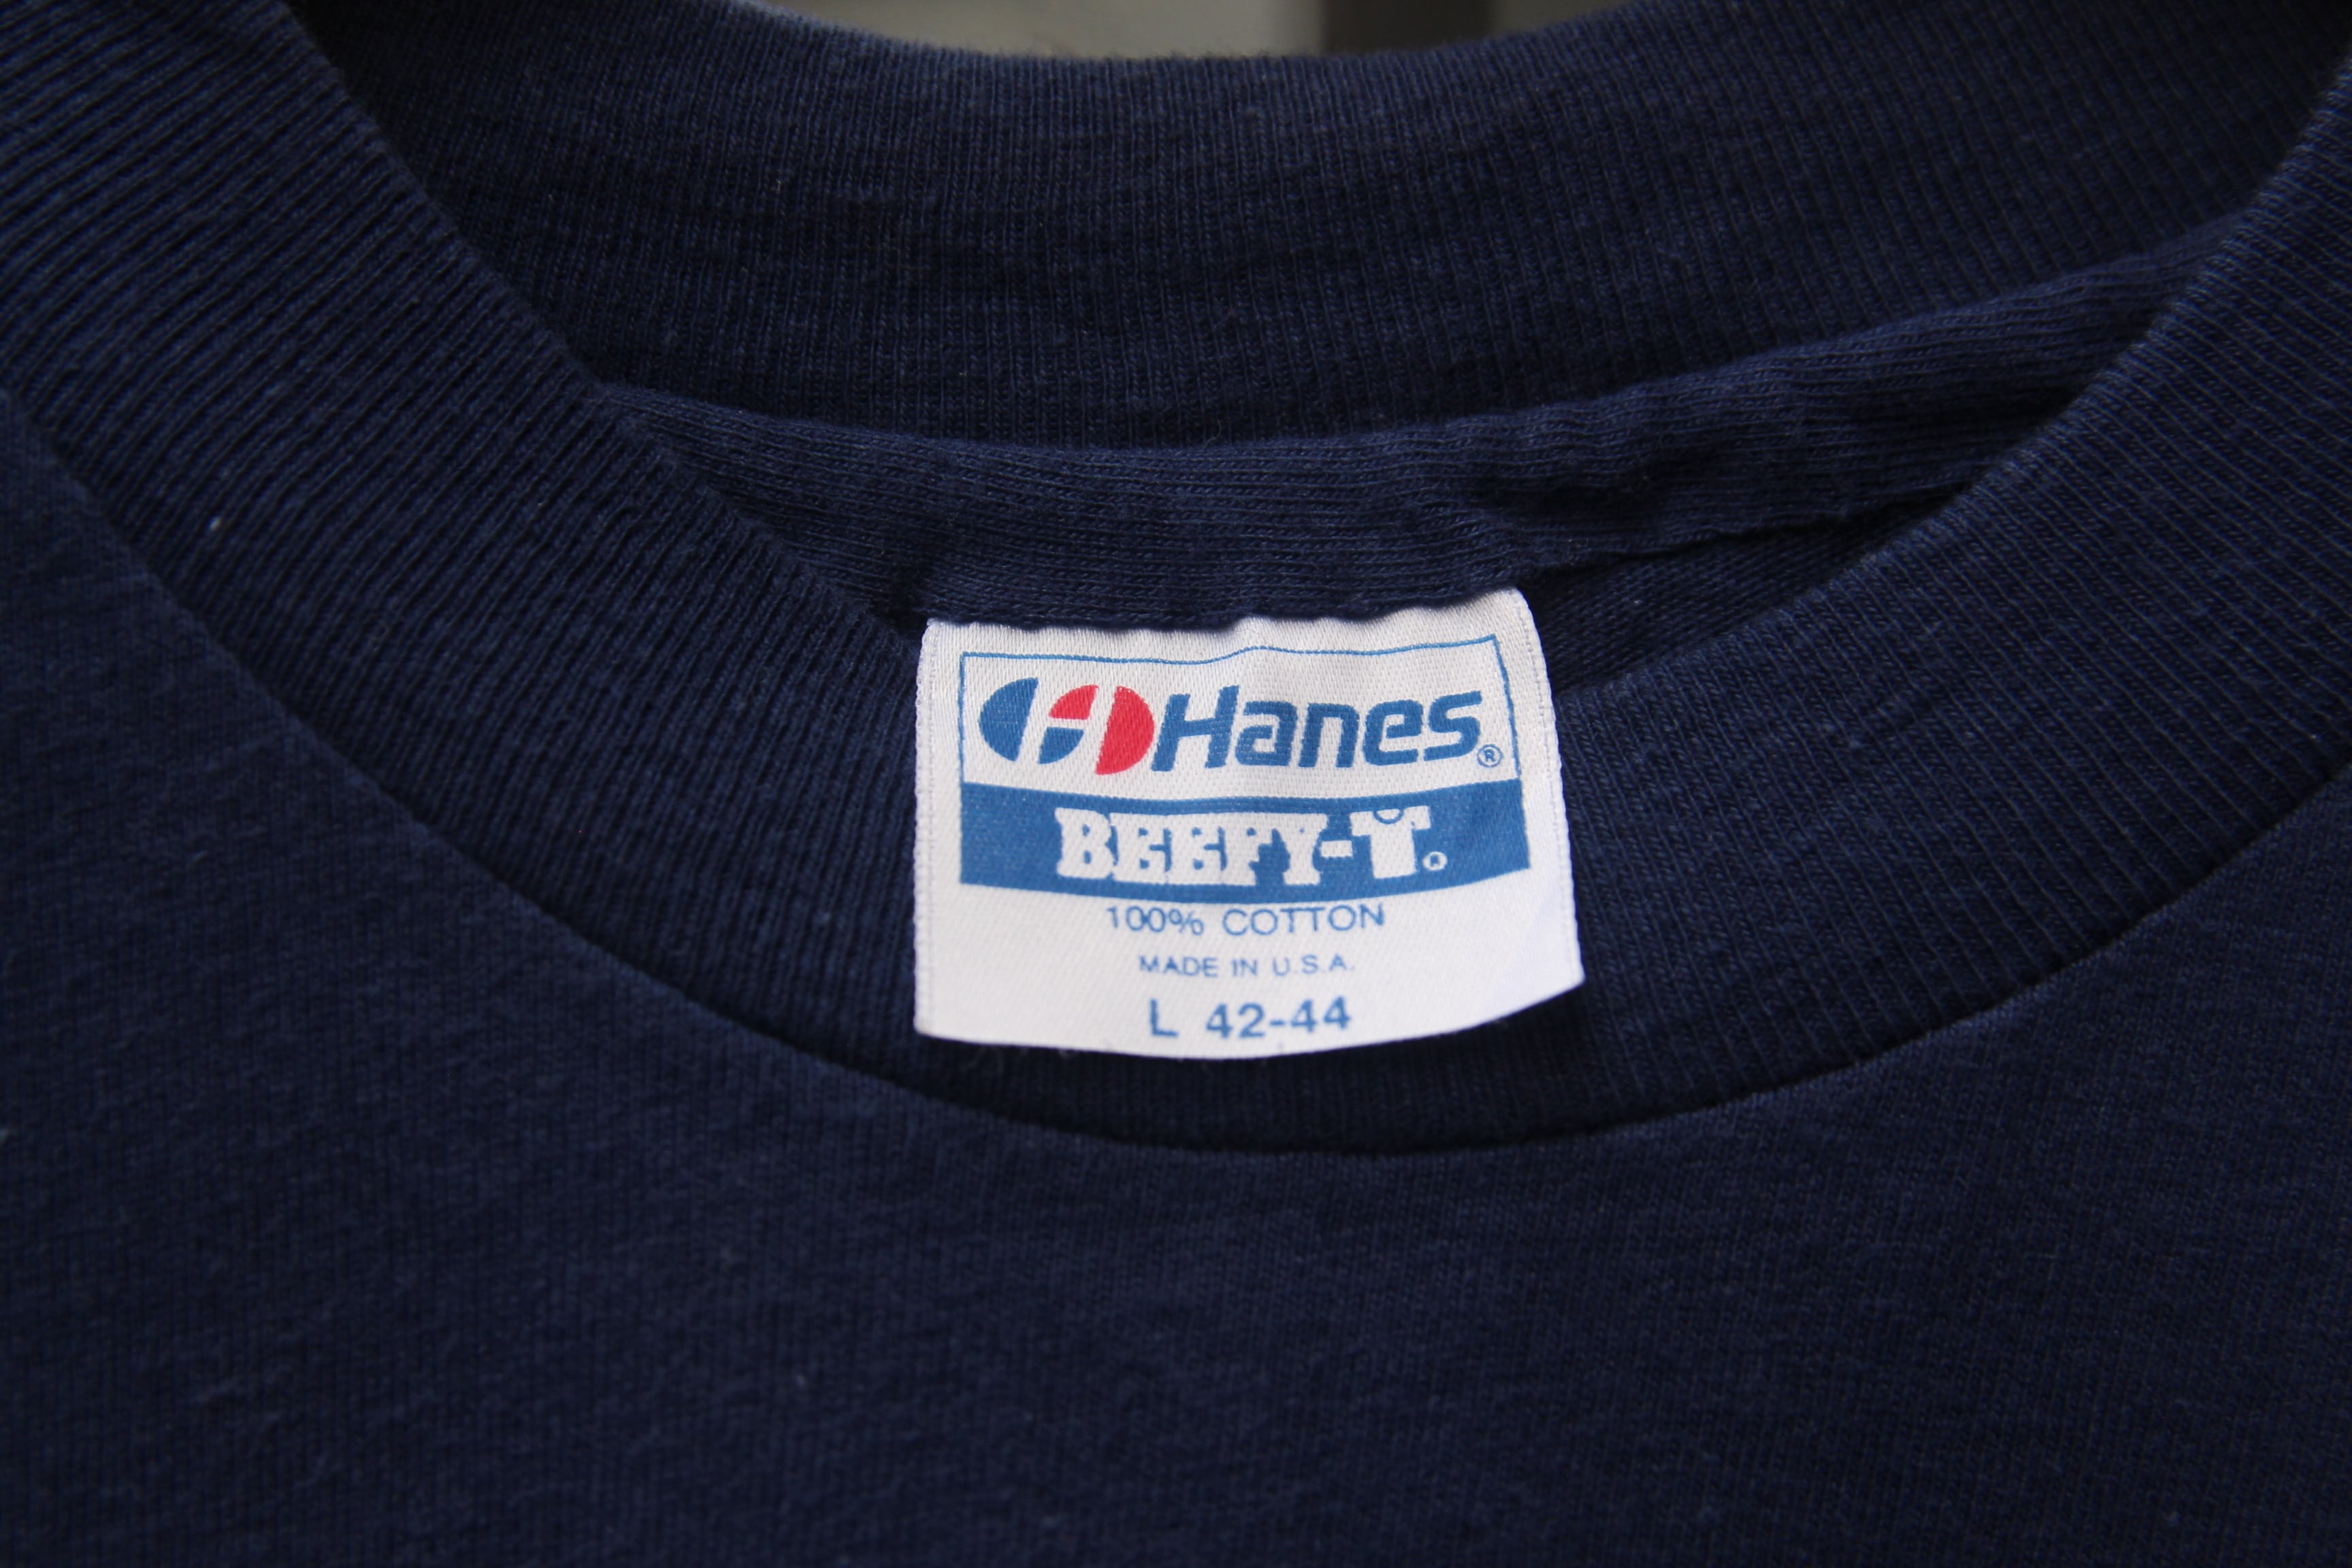 Hanes®
BEEFY-T®
100% COTTON
MADE IN U.S.A.
L 42-44